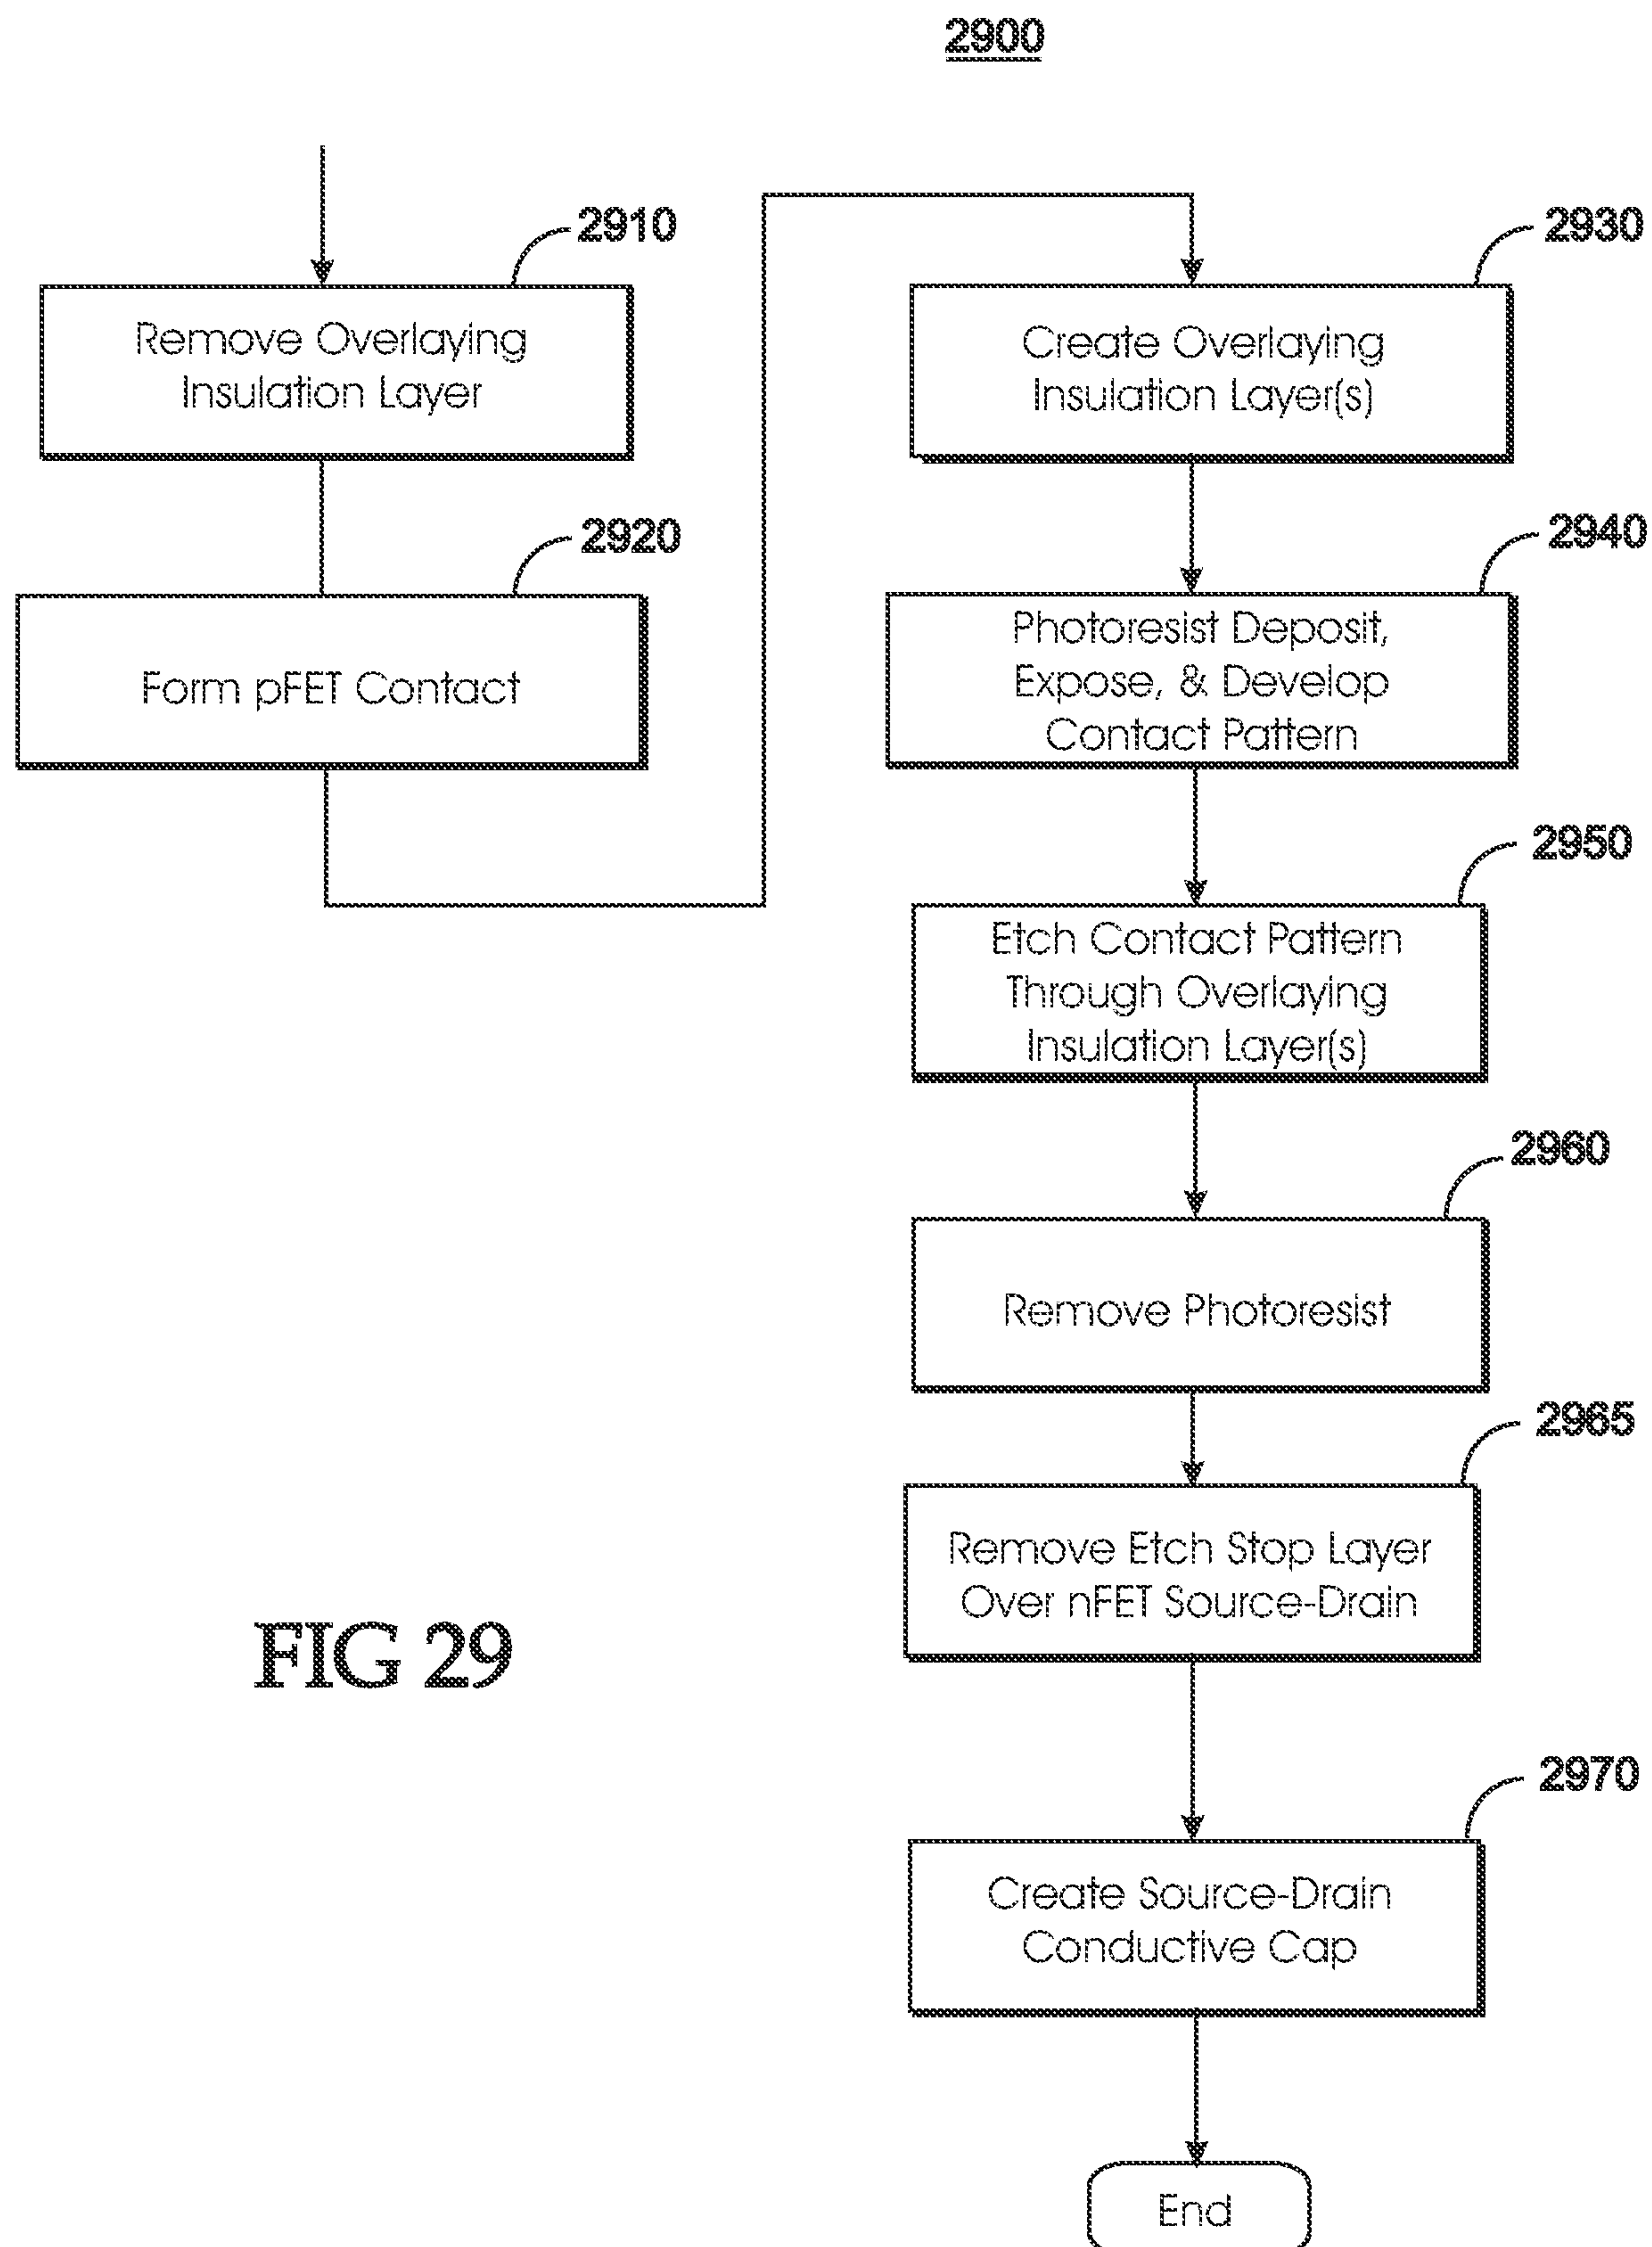 2900
2910
Remove Overlaying
Insulation Layer
2920
Form pFET Contact
2930
Create Overlaying
Insulation Layer(s)
2940
Photoresist Deposit,
Expose, & Develop
Contact Pattern
2950
Etch Contact Pattern
Through Overlaying
Insulation Layer(s)
2960
Remove Photoresist
2965
Remove Etch Stop Layer
Over nFET Source-Drain
2970
Create Source-Drain
Conductive Cap
End
FIG 29